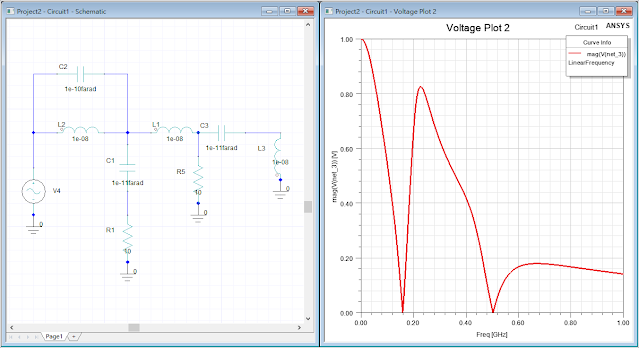 Project2 - Circuit1 - Schematic
C2
1e-10farad
L2
1e-08
L1
1e-08
C3
1e-11farad
L3
1e-08
0
C1
1e-11farad
R5
10
0
V4
0
R1
10
0
Page1
+
Project2 - Circuit1 - Voltage Plot 2
Voltage Plot 2
Circuit1
ANSYS
Curve Info
mag(V(net_3))
LinearFrequency
1.00
0.80
0.60
0.40
0.20
0.00
mag(V(net_3)) [V]
0.00
0.20
0.40
0.60
0.80
1.00
Freq [GHz]